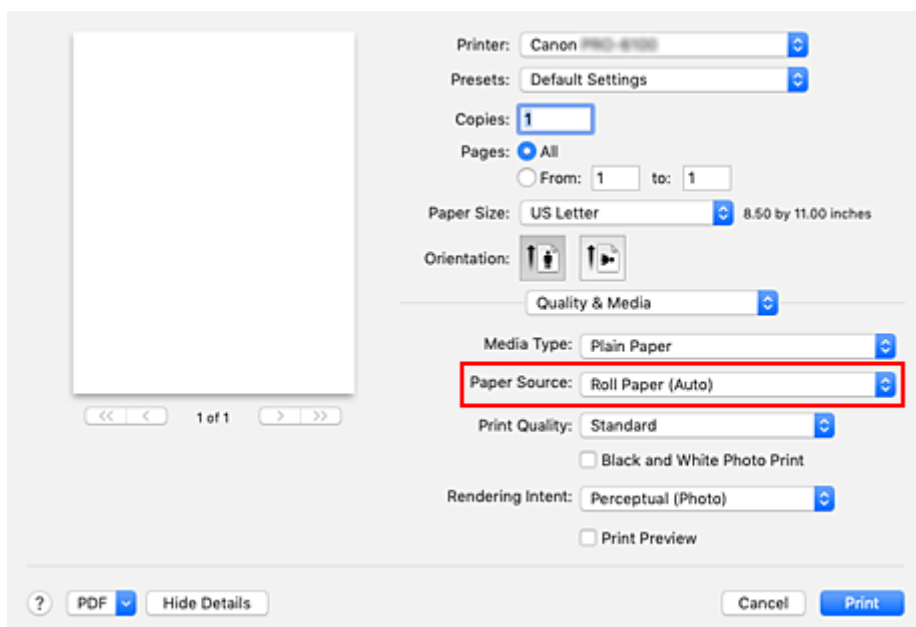 Printer: Canon
Presets: Default Settings
Copies: 1
Pages: All
From: 1 to: 1
Paper Size: US Letter 8.50 by 11.00 inches
Orientation:
Quality & Media
Media Type: Plain Paper
Paper Source: Roll Paper (Auto)
<< < 1 of 1 > >>
Print Quality: Standard
Black and White Photo Print
Rendering Intent: Perceptual (Photo)
Print Preview
? PDF Hide Details Cancel Print